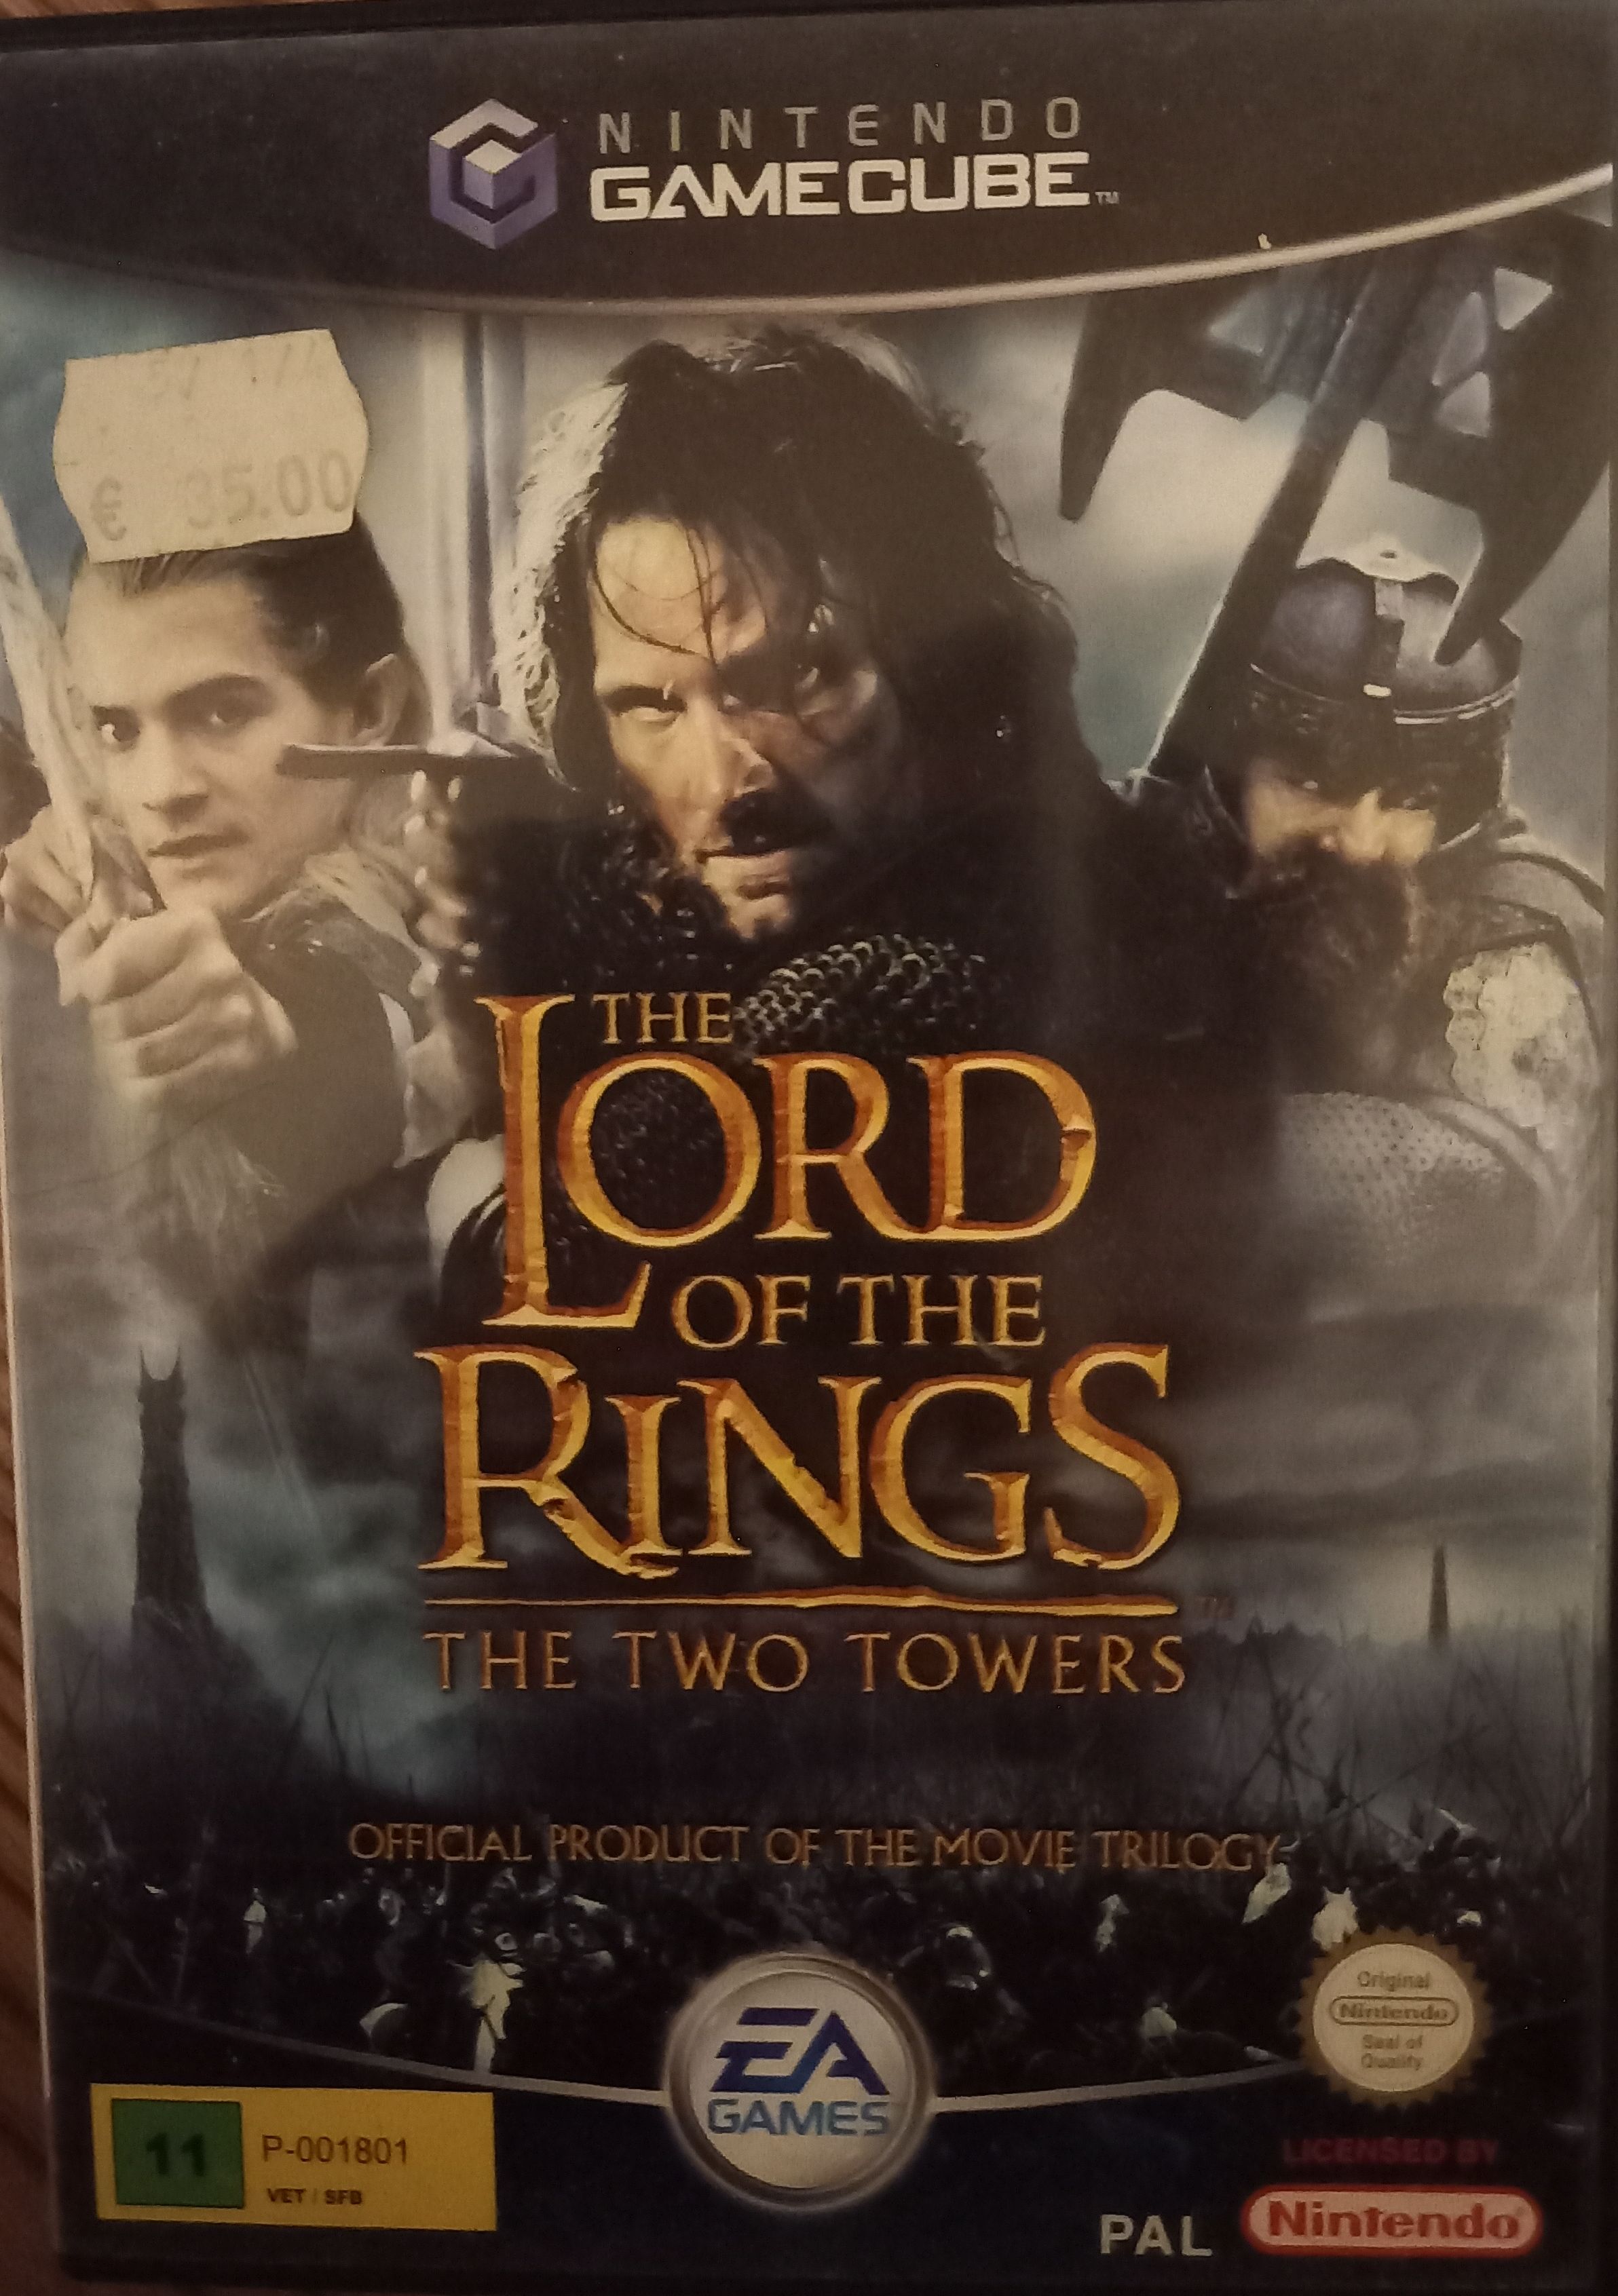 NINTENDO
GAMECUBE™
€ 35.00
THE
LORD
OF THE
RINGS
THE TWO TOWERS
OFFICIAL PRODUCT OF THE MOVIE TRILOGY
EA
GAMES
Original
Nintendo
Seal of
Quality
11
P-001801
VET / SFB
PAL
LICENSED BY
Nintendo®